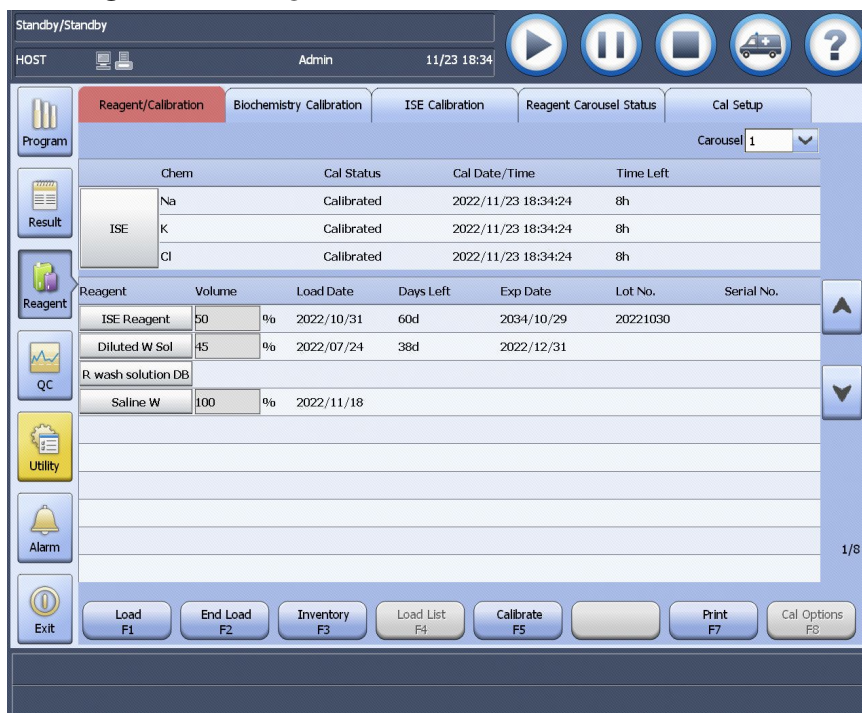 Standby/Standby
HOST Admin 11/23 18:34
?
Reagent/Calibration Biochemistry Calibration ISE Calibration Reagent Carousel Status Cal Setup
Program
Carousel 1
Chem Cal Status Cal Date/Time Time Left
Na Calibrated 2022/11/23 18:34:24 8h
Result
ISE K Calibrated 2022/11/23 18:34:24 8h
Cl Calibrated 2022/11/23 18:34:24 8h
Reagent
Reagent Volume Load Date Days Left Exp Date Lot No. Serial No.
ISE Reagent 50 % 2022/10/31 60d 2034/10/29 20221030
Diluted W Sol 45 % 2022/07/24 38d 2022/12/31
R wash solution DB
QC
Saline W 100 % 2022/11/18
Utility
Alarm
1/8
Exit
Load F1
End Load F2
Inventory F3
Load List F4
Calibrate F5
Print F7
Cal Options F8